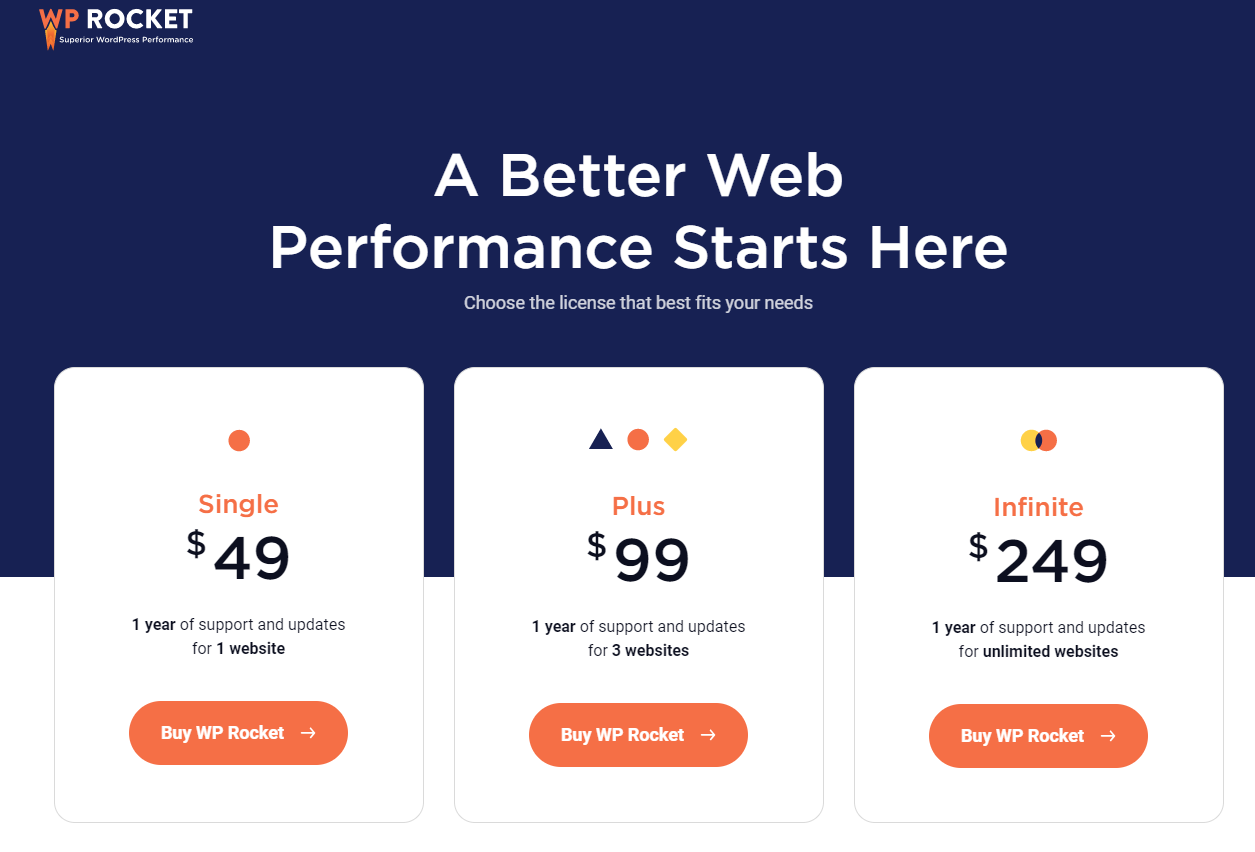 WP ROCKET
Superior WordPress Performance
A Better Web
Performance Starts Here
Choose the license that best fits your needs
Single
$49
1 year of support and updates
for 1 website
Buy WP Rocket →
Plus
$99
1 year of support and updates
for 3 websites
Buy WP Rocket →
Infinite
$249
1 year of support and updates
for unlimited websites
Buy WP Rocket →